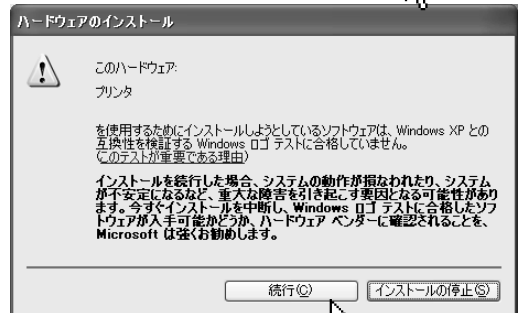 ハードウェアのインストール
このハードウェア:
プリンタ
を使用するためにインストールしようとしているソフトウェアは、Windows XP との
互換性を検証する Windows ロゴ テストに合格していません。
(このテストが重要である理由)
インストールを続行した場合、システムの動作が損なわれたり、システム
が不安定になるなど、重大な障害を引き起こす要因となる可能性があり
ます。今すぐインストールを中断し、Windows ロゴ テストに合格したソフ
トウェアが入手可能かどうか、ハードウェア ベンダーに確認されることを、
Microsoft は強くお勧めします。
続行(C)
インストールの停止(S)